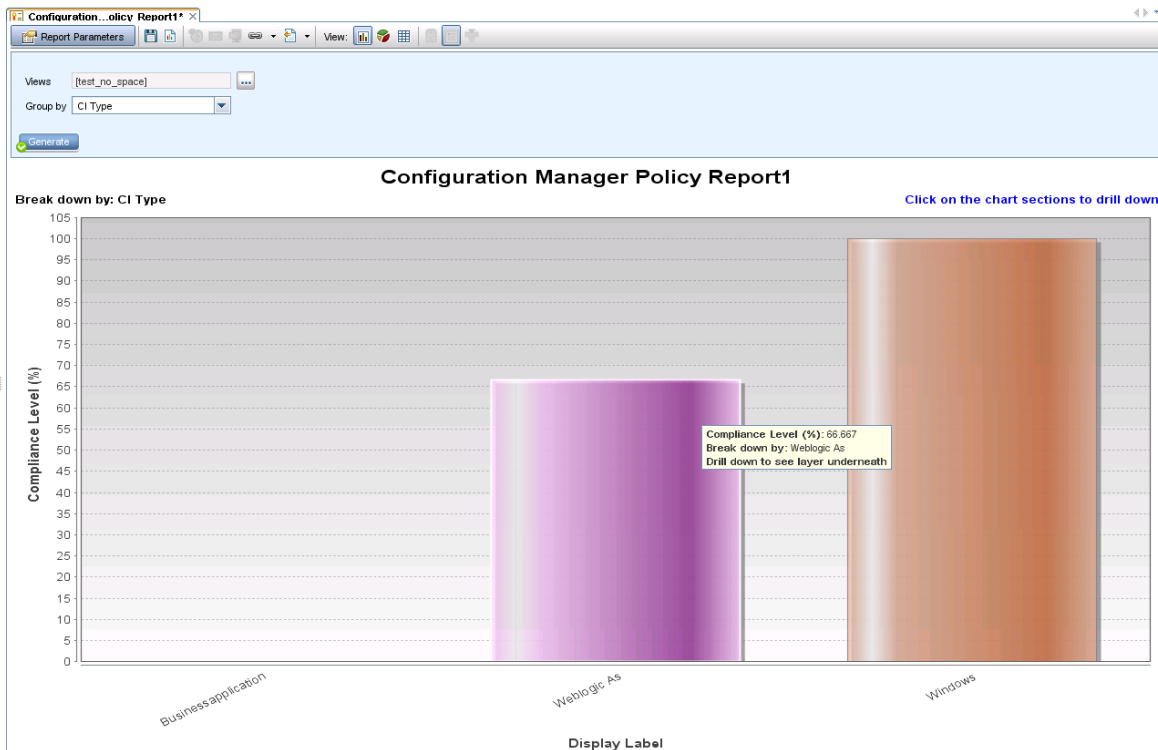 Configuration...olicy Report1*
Report Parameters
View:
Views [test_no_space] ...
Group by CI Type
Generate
Configuration Manager Policy Report1
Break down by: CI Type
Click on the chart sections to drill down
105
100
95
90
85
80
75
70
65
60
55
50
45
40
35
30
25
20
15
10
5
0
Compliance Level (%)
Compliance Level (%): 66.667
Break down by: Weblogic As
Drill down to see layer underneath
Businessapplication
Weblogic As
Windows
Display Label